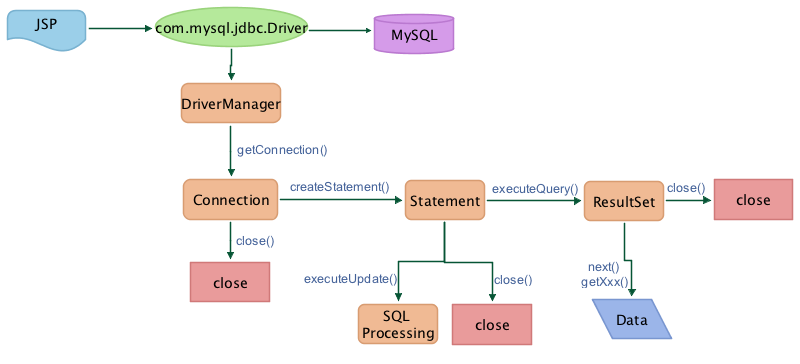 JSP
com.mysql.jdbc.Driver
MySQL
DriverManager
getConnection()
Connection
createStatement()
Statement
executeQuery()
ResultSet
close()
close
close()
close
executeUpdate()
close()
next()
getXxx()
SQL
Processing
close
Data